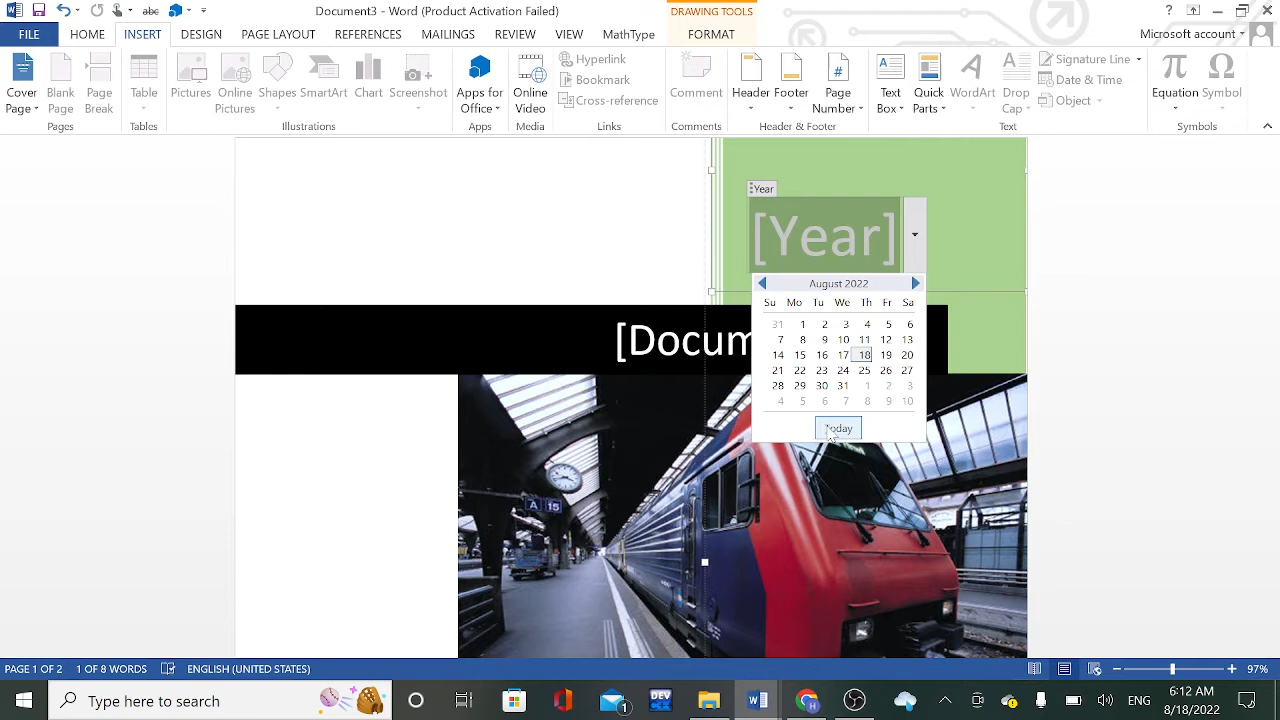 Document3 - Word (Product Activation Failed)
DRAWING TOOLS
FILE HOME INSERT DESIGN PAGE LAYOUT REFERENCES MAILINGS REVIEW VIEW MathType FORMAT Microsoft account
Cover Page
Blank Page
Page Break
Pages
Table
Tables
Pictures
Online Pictures
Shapes
SmartArt
Chart
Screenshot
Illustrations
Apps for Office
Apps
Online Video
Media
Hyperlink
Bookmark
Cross-reference
Links
Comment
Comments
Header
Footer
Page Number
Header & Footer
Text Box
Quick Parts
WordArt
Drop Cap
Signature Line
Date & Time
Object
Text
Equation
Symbol
Symbols
Year
[Year]
August 2022
Su Mo Tu We Th Fr Sa
31 1 2 3 4 5 6
7 8 9 10 11 12 13
14 15 16 17 18 19 20
21 22 23 24 25 26 27
28 29 30 31 1 2 3
4 5 6 7 8 9 10
Today
[Docum
A 15
PAGE 1 OF 2 1 OF 8 WORDS ENGLISH (UNITED STATES) 97%
Type here to search
1
DEV
ENG
6:12 AM
8/18/2022